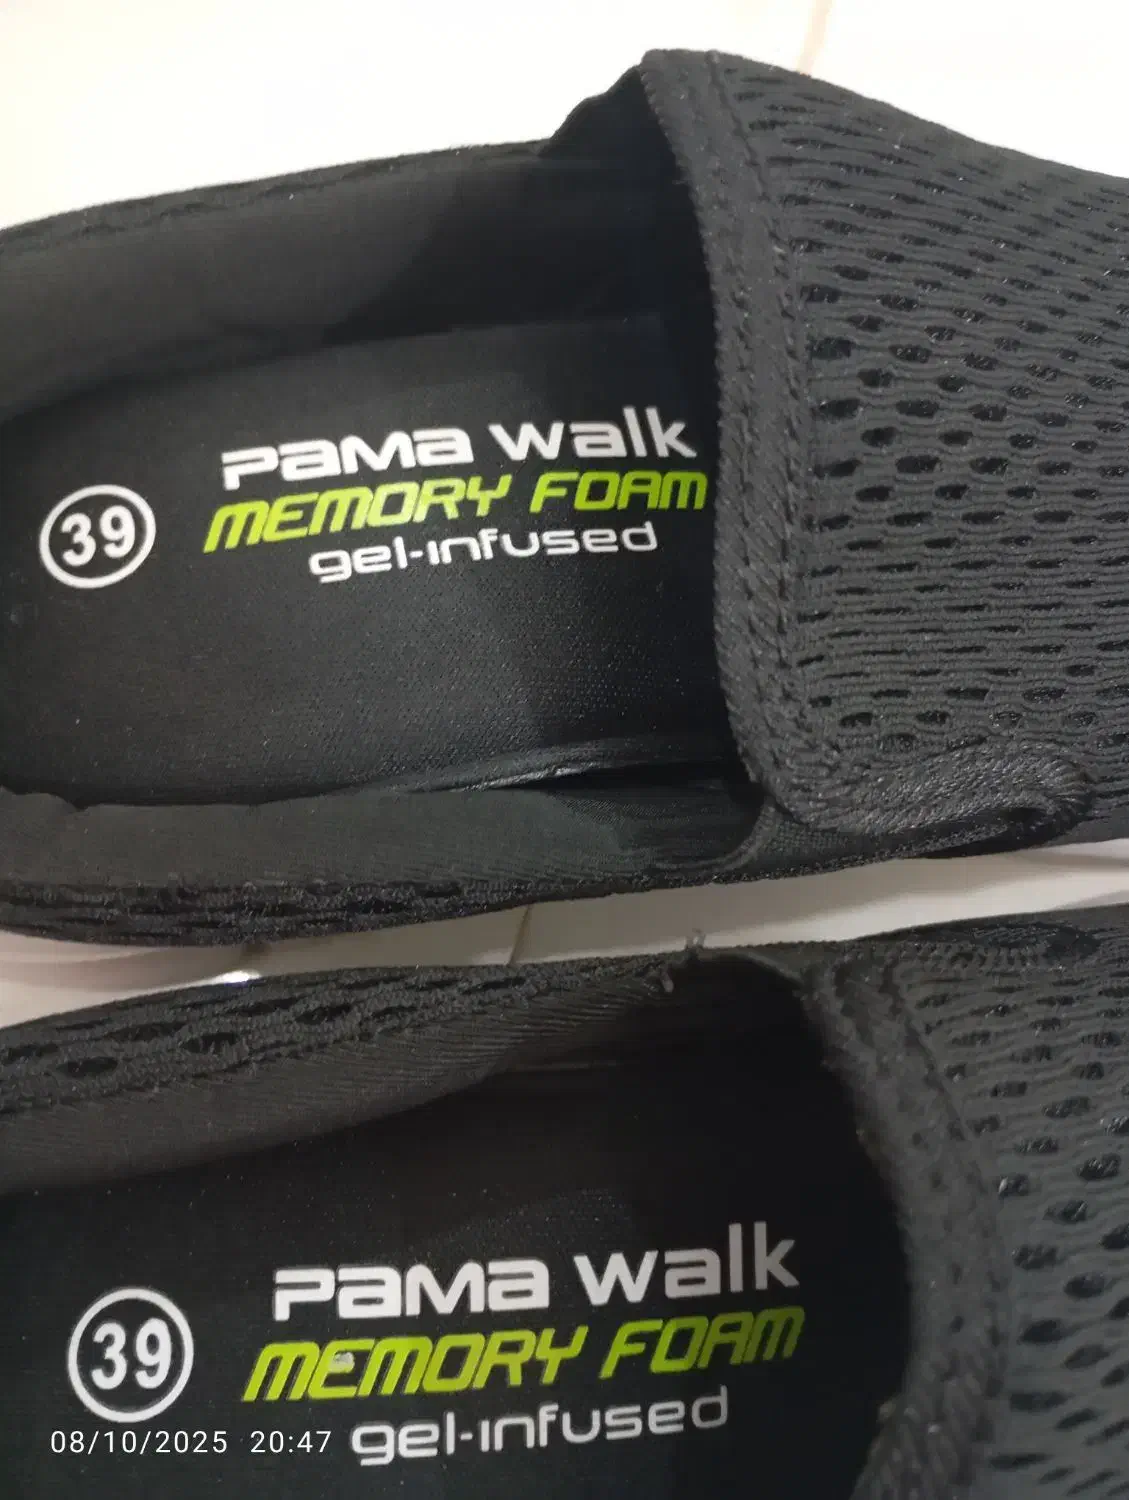 39
Pama walk
MEMORY FOAM
gel-infused
39
Pama walk
MEMORY FOAM
gel-infused
08/10/2025 20:47